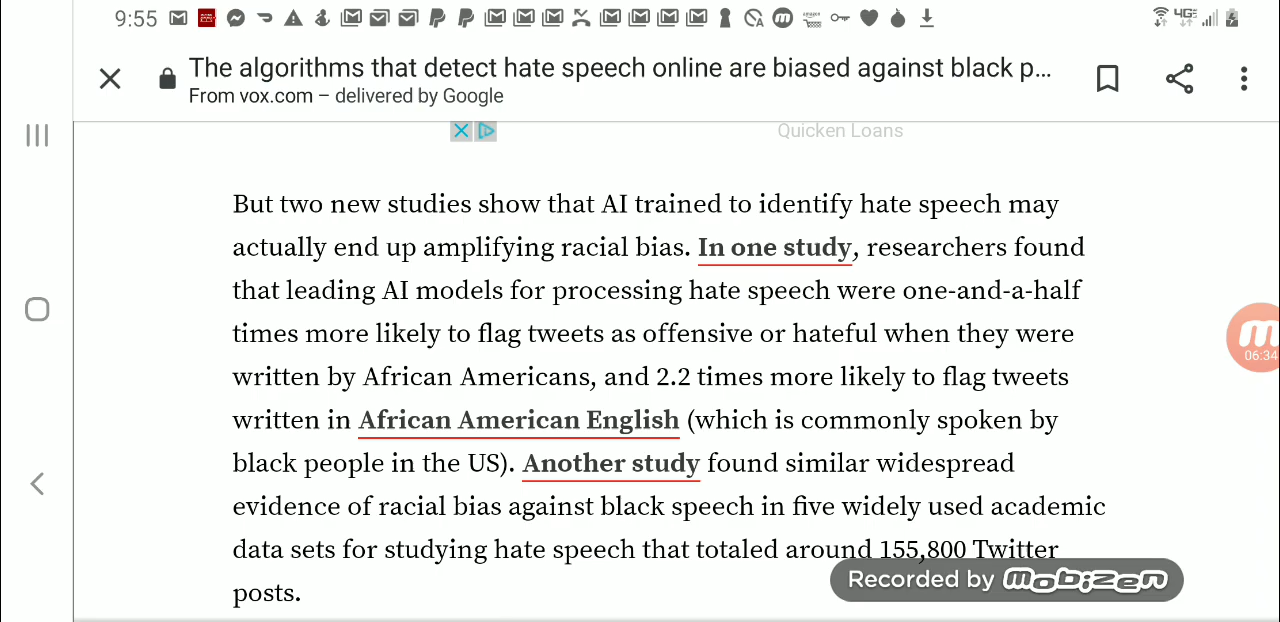 9:55
4GE
The algorithms that detect hate speech online are biased against black p...
From vox.com – delivered by Google
Quicken Loans
But two new studies show that AI trained to identify hate speech may
actually end up amplifying racial bias. In one study, researchers found
that leading AI models for processing hate speech were one-and-a-half
times more likely to flag tweets as offensive or hateful when they were
written by African Americans, and 2.2 times more likely to flag tweets
written in African American English (which is commonly spoken by
black people in the US). Another study found similar widespread
evidence of racial bias against black speech in five widely used academic
data sets for studying hate speech that totaled around 155,800 Twitter
posts.
06:34
Recorded by mobizen